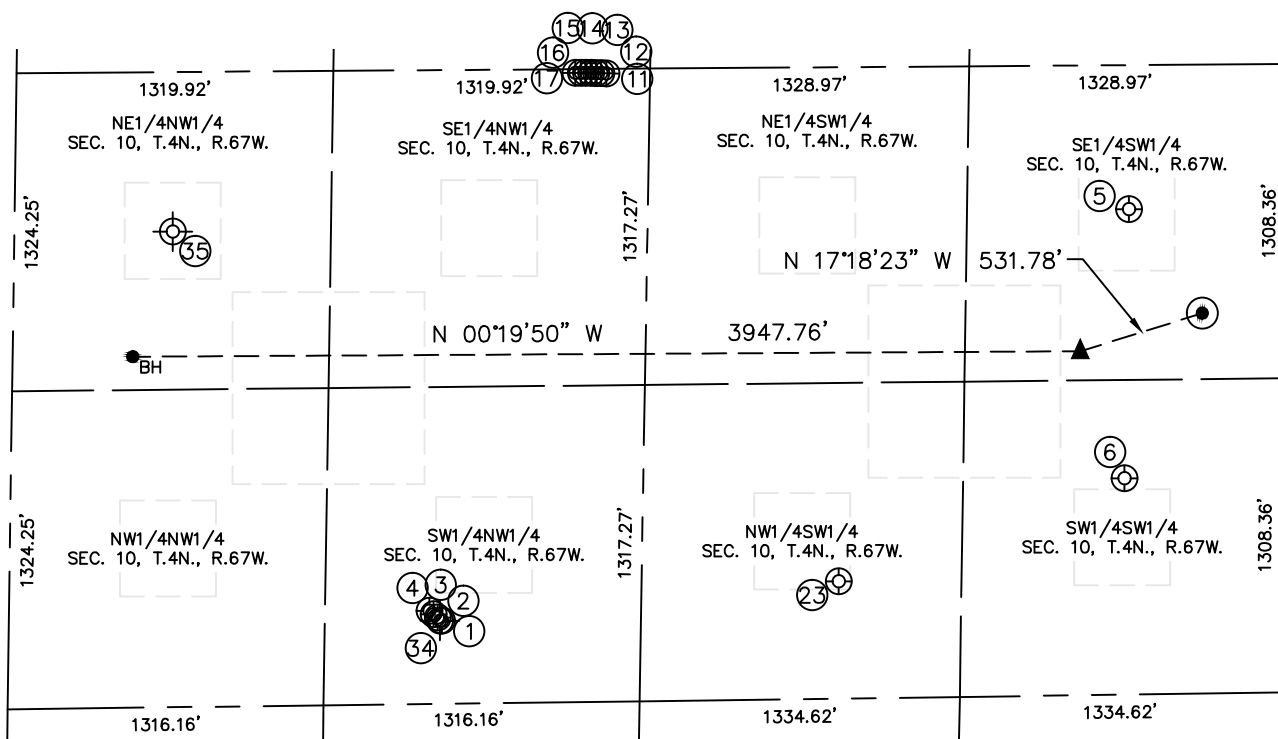 15
14
13
16
12
17
11
1319.92'
1319.92'
1328.97'
1328.97'
NE1/4NW1/4
SEC. 10, T.4N., R.67W.
SE1/4NW1/4
SEC. 10, T.4N., R.67W.
NE1/4SW1/4
SEC. 10, T.4N., R.67W.
SE1/4SW1/4
SEC. 10, T.4N., R.67W.
5
1324.25'
35
1317.27'
1308.36'
N 17°18'23" W 531.78'
N 00°19'50" W 3947.76'
BH
6
1324.25'
NW1/4NW1/4
SEC. 10, T.4N., R.67W.
SW1/4NW1/4
SEC. 10, T.4N., R.67W.
1317.27'
NW1/4SW1/4
SEC. 10, T.4N., R.67W.
SW1/4SW1/4
SEC. 10, T.4N., R.67W.
1308.36'
4
3
2
1
34
23
1316.16'
1316.16'
1334.62'
1334.62'